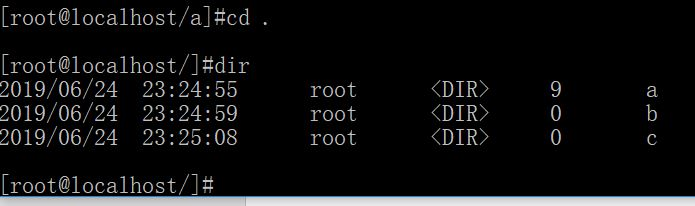 [root@localhost/a]#cd .
[root@localhost/]#dir
2019/06/24 23:24:55 root <DIR> 9 a
2019/06/24 23:24:59 root <DIR> 0 b
2019/06/24 23:25:08 root <DIR> 0 c
[root@localhost/]#